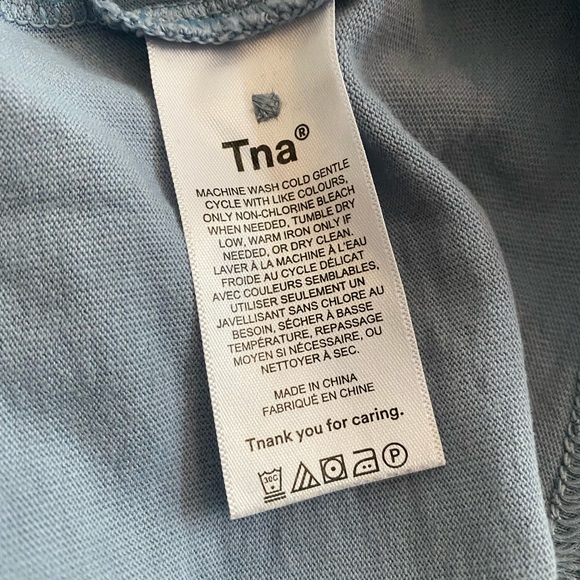 Tna®
MACHINE WASH COLD GENTLE
CYCLE WITH LIKE COLOURS,
ONLY NON-CHLORINE BLEACH
WHEN NEEDED, TUMBLE DRY
LOW, WARM IRON ONLY IF
NEEDED, OR DRY CLEAN.
LAVER À LA MACHINE À L'EAU
FROIDE AU CYCLE DÉLICAT
AVEC COULEURS SEMBLABLES,
UTILISER SEULEMENT UN
JAVELLISANT SANS CHLORE AU
BESOIN, SÉCHER À BASSE
TEMPÉRATURE, REPASSAGE
MOYEN SI NÉCESSAIRE, OU
NETTOYER À SEC.
MADE IN CHINA
FABRIQUÉ EN CHINE
Thank you for caring.
30C P